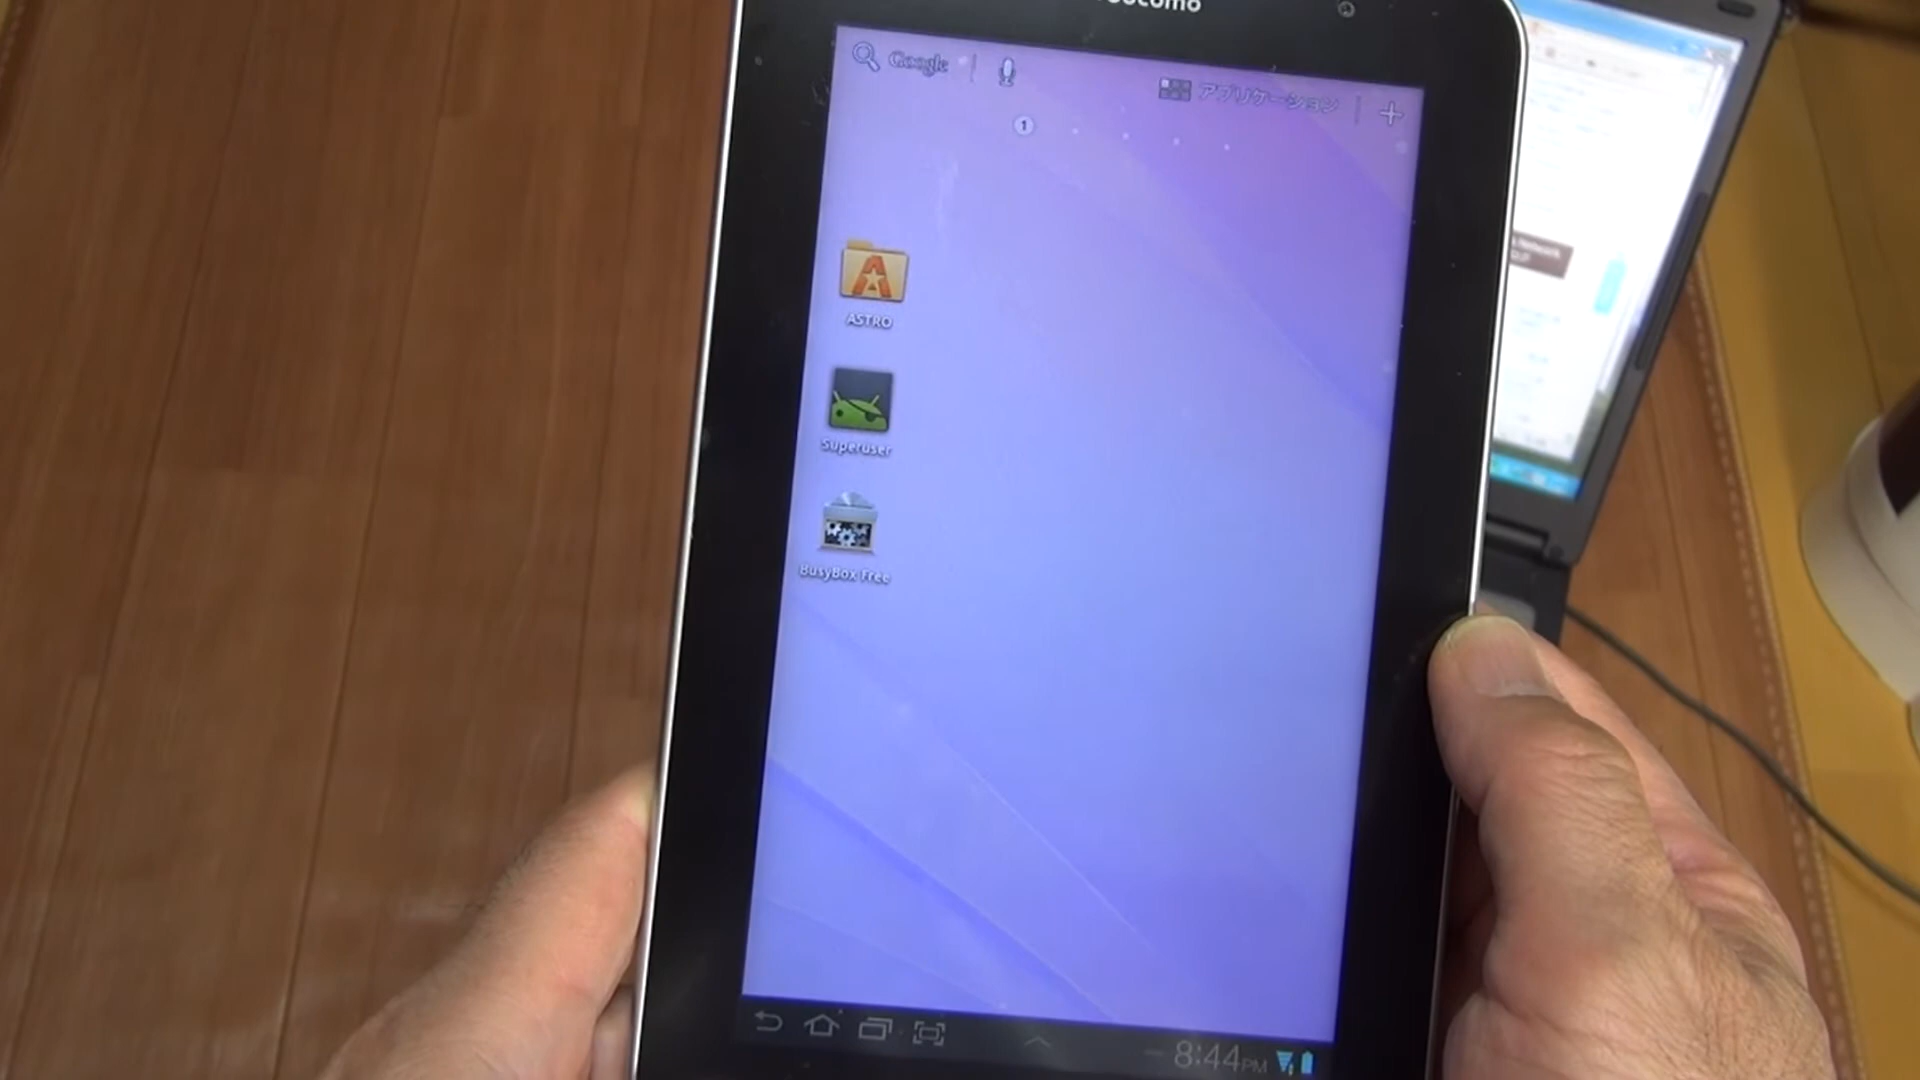 docomo
Google
アプリケーション
1
ASTRO
Superuser
BusyBox Free
8:44PM